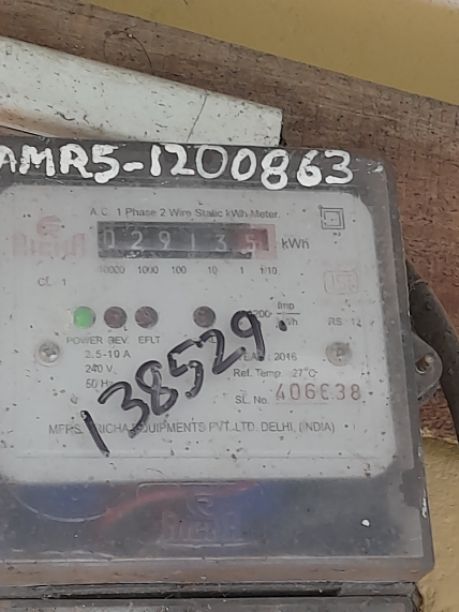 AMR5-1200863
A.C. 1 Phase 2 Wire Static kWh Meter
RICHA
029135 kWh
10000 1000 100 10 1 1/10
CL. 1
POWER REV. EFLT
3200 Imp/kWh
2.5-10 A
240 V.
50 Hz
138529.
YEAR : 2016
Ref. Temp. 27°C
SL. No. 406638
MFRS. RICHA EQUIPMENTS PVT. LTD. DELHI, (INDIA)